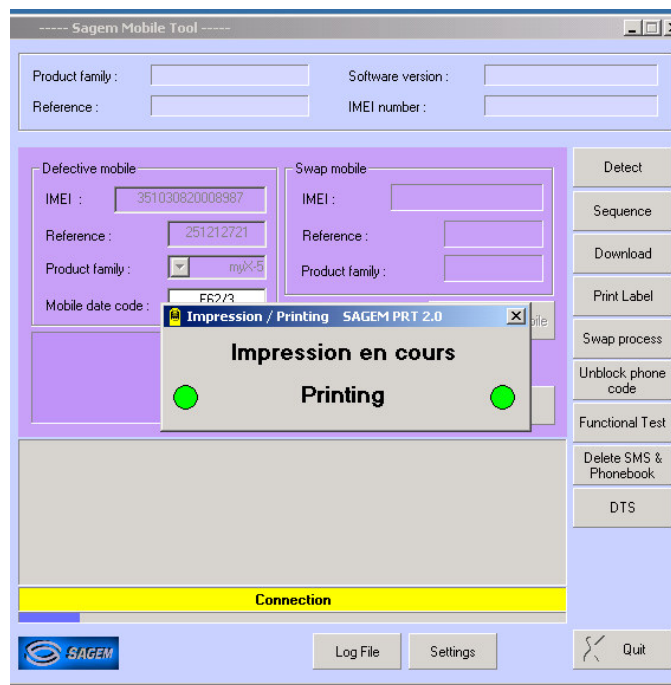 ----- Sagem Mobile Tool -----
Product family :
Software version :
Reference :
IMEI number :
Defective mobile
Swap mobile
Detect
IMEI :
351030820008987
IMEI :
Sequence
Reference :
251212721
Reference :
Download
Product family :
myX-5
Product family :
Print Label
Mobile date code :
F62/3
Impression / Printing SAGEM PRT 2.0
Swap process
Impression en cours
Printing
Unblock phone
code
Functional Test
Delete SMS &
Phonebook
DTS
Connection
SAGEM
Log File
Settings
Quit